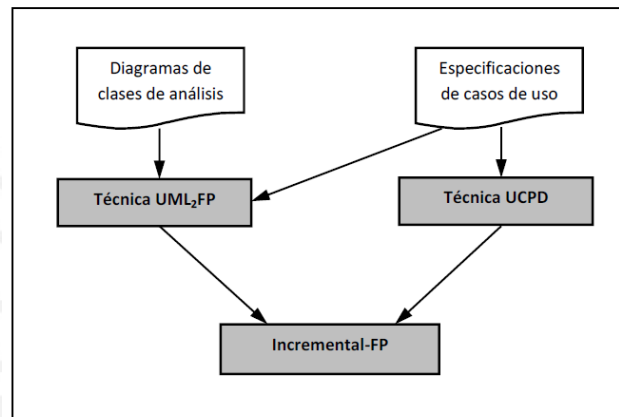 Diagramas de
clases de análisis
Especificaciones
de casos de uso
Técnica UML₂FP
Técnica UCPD
Incremental-FP